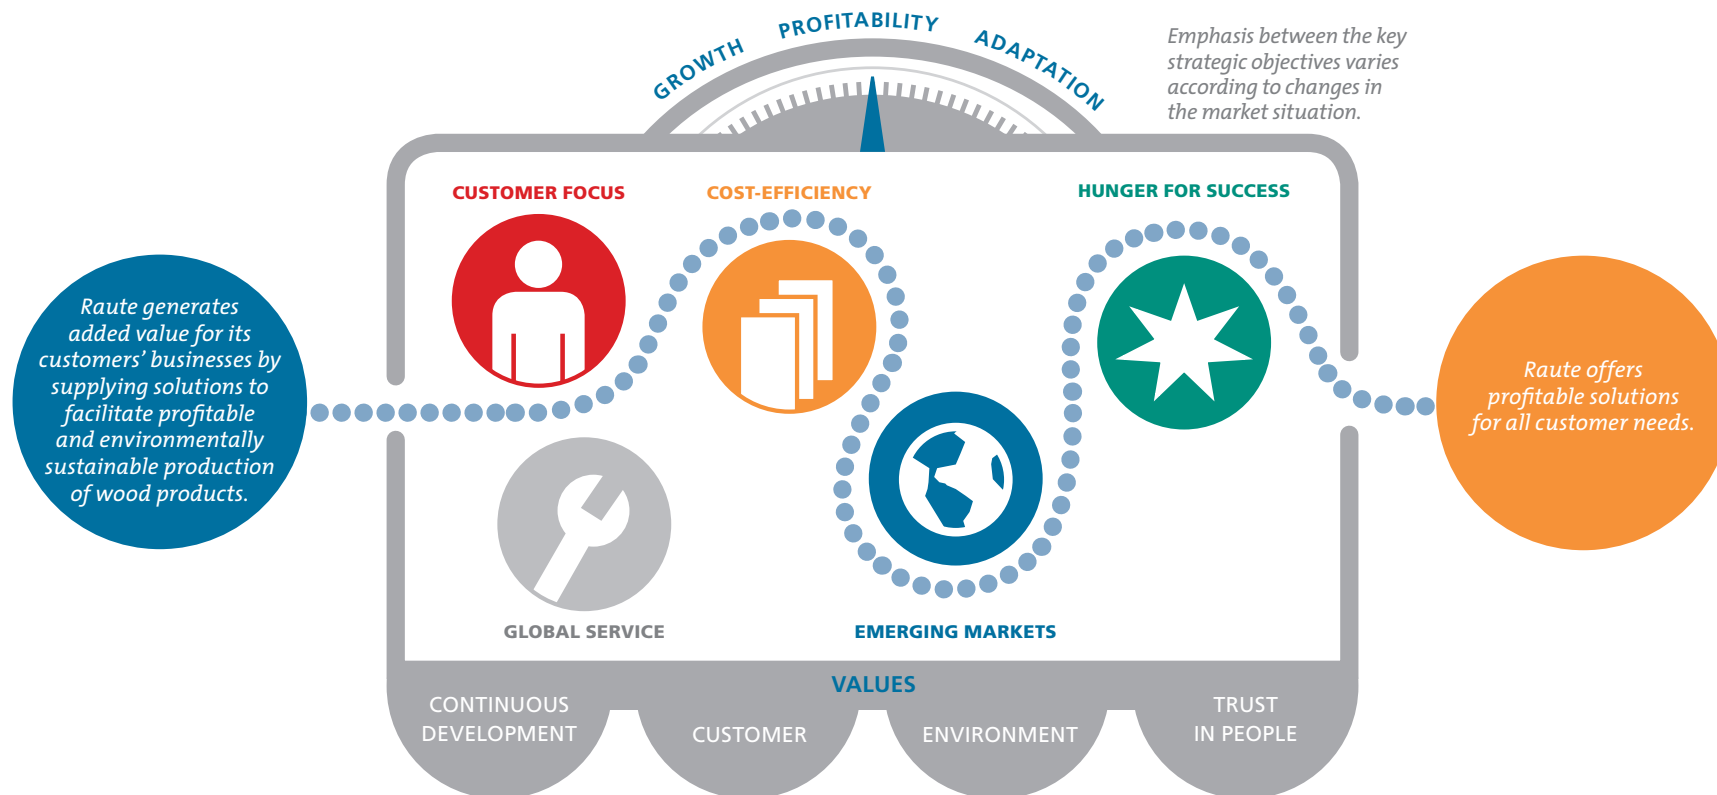 GROWTH
PROFITABILITY
ADAPTATION
Emphasis between the key
strategic objectives varies
according to changes in
the market situation.
CUSTOMER FOCUS
COST-EFFICIENCY
HUNGER FOR SUCCESS
Raute generates
added value for its
customers’ businesses by
supplying solutions to
facilitate profitable
and environmentally
sustainable production
of wood products.
Raute offers
profitable solutions
for all customer needs.
GLOBAL SERVICE
EMERGING MARKETS
VALUES
CONTINUOUS
DEVELOPMENT
CUSTOMER
ENVIRONMENT
TRUST
IN PEOPLE